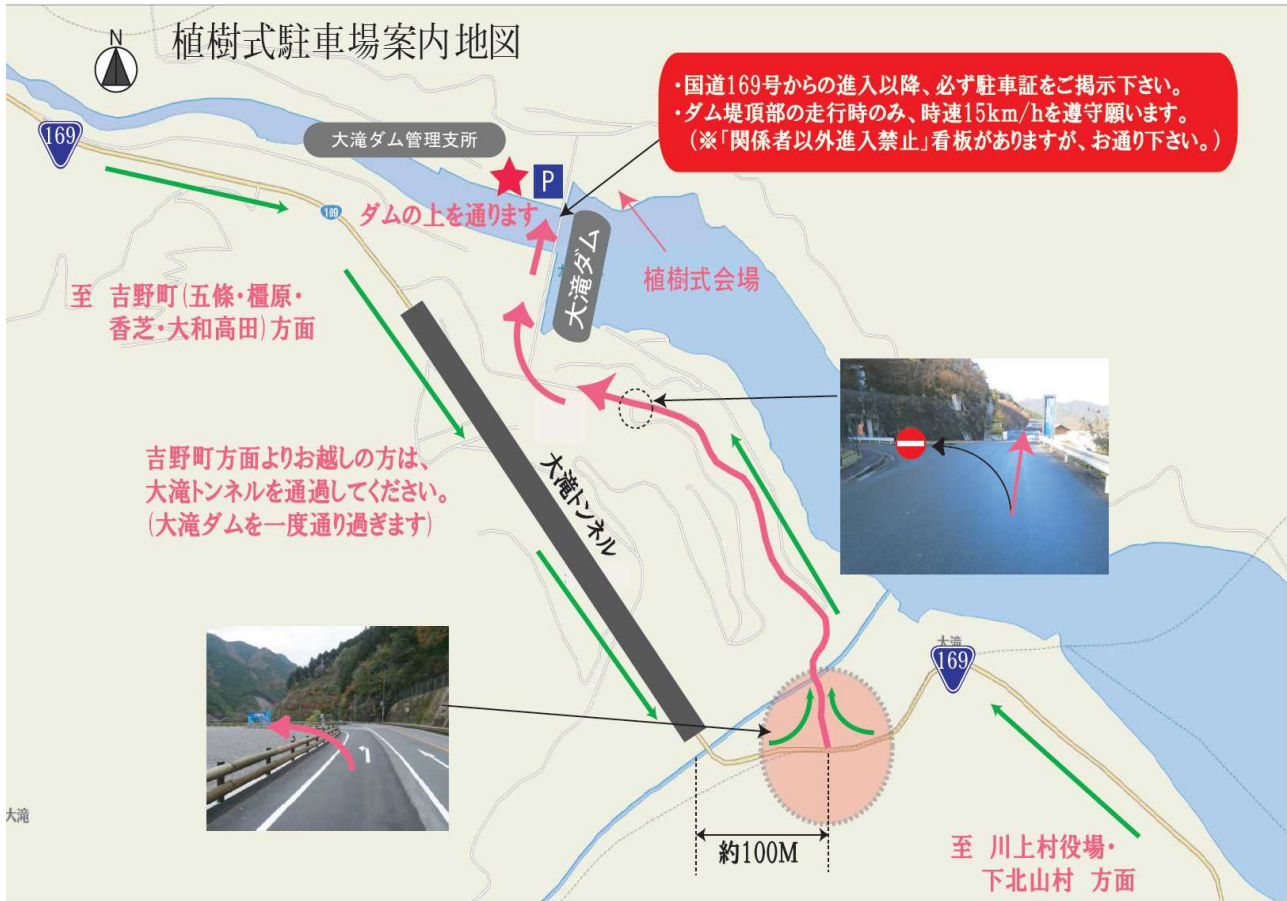 植樹式駐車場案内地図
N
・国道169号からの進入以降、必ず駐車証をご掲示下さい。
・ダム堤頂部の走行時のみ、時速15km/hを遵守願います。
(※「関係者以外進入禁止」看板がありますが、お通り下さい。)
169
大滝ダム管理支所
P
169
ダムの上を通ります
大滝ダム
植樹式会場
至 吉野町(五條・橿原・
香芝・大和高田)方面
吉野町方面よりお越しの方は、
大滝トンネルを通過してください。
(大滝ダムを一度通り過ぎます)
大滝トンネル
大滝
169
大滝
約100M
至 川上村役場・
下北山村 方面